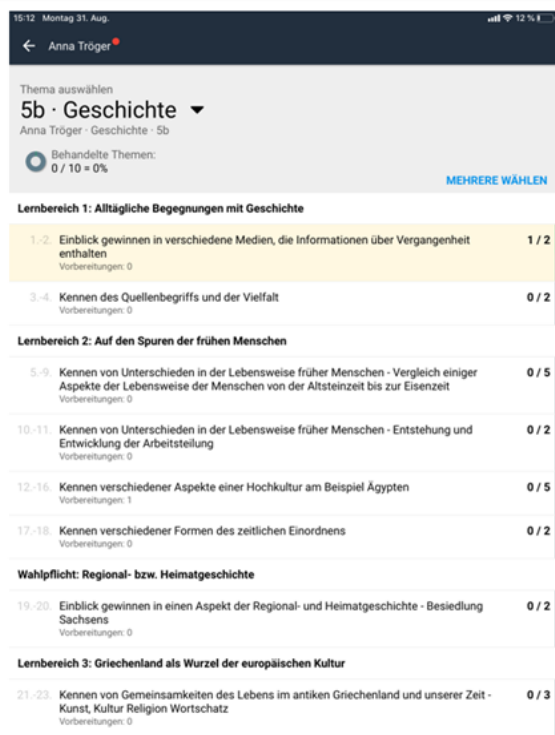 15:12 Montag 31. Aug.
12 %
Anna Tröger
Thema auswählen
5b · Geschichte
Anna Tröger · Geschichte · 5b
Behandelte Themen:
0 / 10 = 0%
MEHRERE WÄHLEN
Lernbereich 1: Alltägliche Begegnungen mit Geschichte
1.-2. Einblick gewinnen in verschiedene Medien, die Informationen über Vergangenheit 1 / 2
enthalten
Vorbereitungen: 0
3.-4. Kennen des Quellenbegriffs und der Vielfalt 0 / 2
Vorbereitungen: 0
Lernbereich 2: Auf den Spuren der frühen Menschen
5.-9. Kennen von Unterschieden in der Lebensweise früher Menschen - Vergleich einiger 0 / 5
Aspekte der Lebensweise der Menschen von der Altsteinzeit bis zur Eisenzeit
Vorbereitungen: 0
10.-11. Kennen von Unterschieden in der Lebensweise früher Menschen - Entstehung und 0 / 2
Entwicklung der Arbeitsteilung
Vorbereitungen: 0
12.-16. Kennen verschiedener Aspekte einer Hochkultur am Beispiel Ägypten 0 / 5
Vorbereitungen: 1
17.-18. Kennen verschiedener Formen des zeitlichen Einordnens 0 / 2
Vorbereitungen: 0
Wahlpflicht: Regional- bzw. Heimatgeschichte
19.-20. Einblick gewinnen in einen Aspekt der Regional- und Heimatgeschichte - Besiedlung 0 / 2
Sachsens
Vorbereitungen: 0
Lernbereich 3: Griechenland als Wurzel der europäischen Kultur
21.-23. Kennen von Gemeinsamkeiten des Lebens im antiken Griechenland und unserer Zeit - 0 / 3
Kunst, Kultur Religion Wortschatz
Vorbereitungen: 0